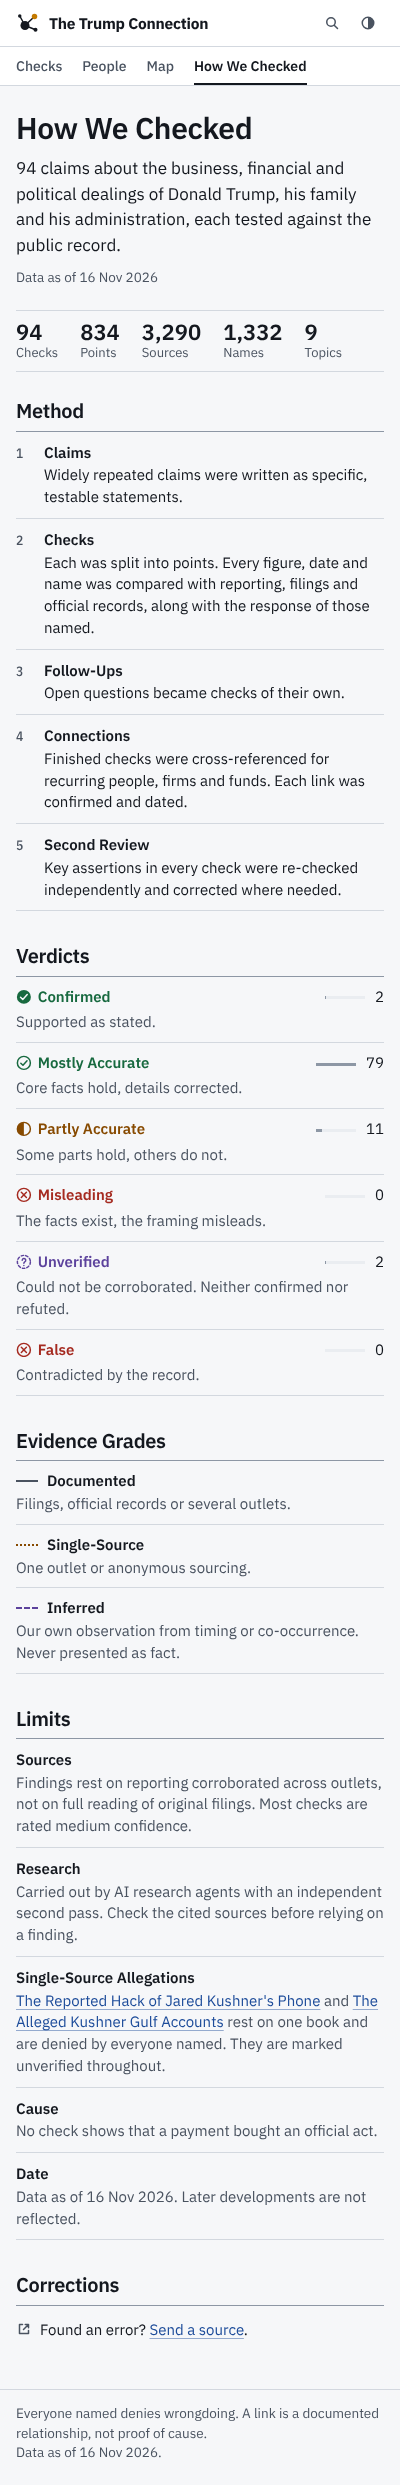 The Trump Connection
Checks People Map How We Checked
How We Checked
94 claims about the business, financial and
political dealings of Donald Trump, his family
and his administration, each tested against the
public record.
Data as of 16 Nov 2026
94 834 3,290 1,332 9
Checks Points Sources Names Topics
Method
1 Claims
Widely repeated claims were written as specific,
testable statements.
2 Checks
Each was split into points. Every figure, date and
name was compared with reporting, filings and
official records, along with the response of those
named.
3 Follow-Ups
Open questions became checks of their own.
4 Connections
Finished checks were cross-referenced for
recurring people, firms and funds. Each link was
confirmed and dated.
5 Second Review
Key assertions in every check were re-checked
independently and corrected where needed.
Verdicts
Confirmed 2
Supported as stated.
Mostly Accurate 79
Core facts hold, details corrected.
Partly Accurate 11
Some parts hold, others do not.
Misleading 0
The facts exist, the framing misleads.
Unverified 2
Could not be corroborated. Neither confirmed nor
refuted.
False 0
Contradicted by the record.
Evidence Grades
Documented
Filings, official records or several outlets.
Single-Source
One outlet or anonymous sourcing.
Inferred
Our own observation from timing or co-occurrence.
Never presented as fact.
Limits
Sources
Findings rest on reporting corroborated across outlets,
not on full reading of original filings. Most checks are
rated medium confidence.
Research
Carried out by AI research agents with an independent
second pass. Check the cited sources before relying on
a finding.
Single-Source Allegations
The Reported Hack of Jared Kushner's Phone and The
Alleged Kushner Gulf Accounts rest on one book and
are denied by everyone named. They are marked
unverified throughout.
Cause
No check shows that a payment bought an official act.
Date
Data as of 16 Nov 2026. Later developments are not
reflected.
Corrections
Found an error? Send a source.
Everyone named denies wrongdoing. A link is a documented
relationship, not proof of cause.
Data as of 16 Nov 2026.